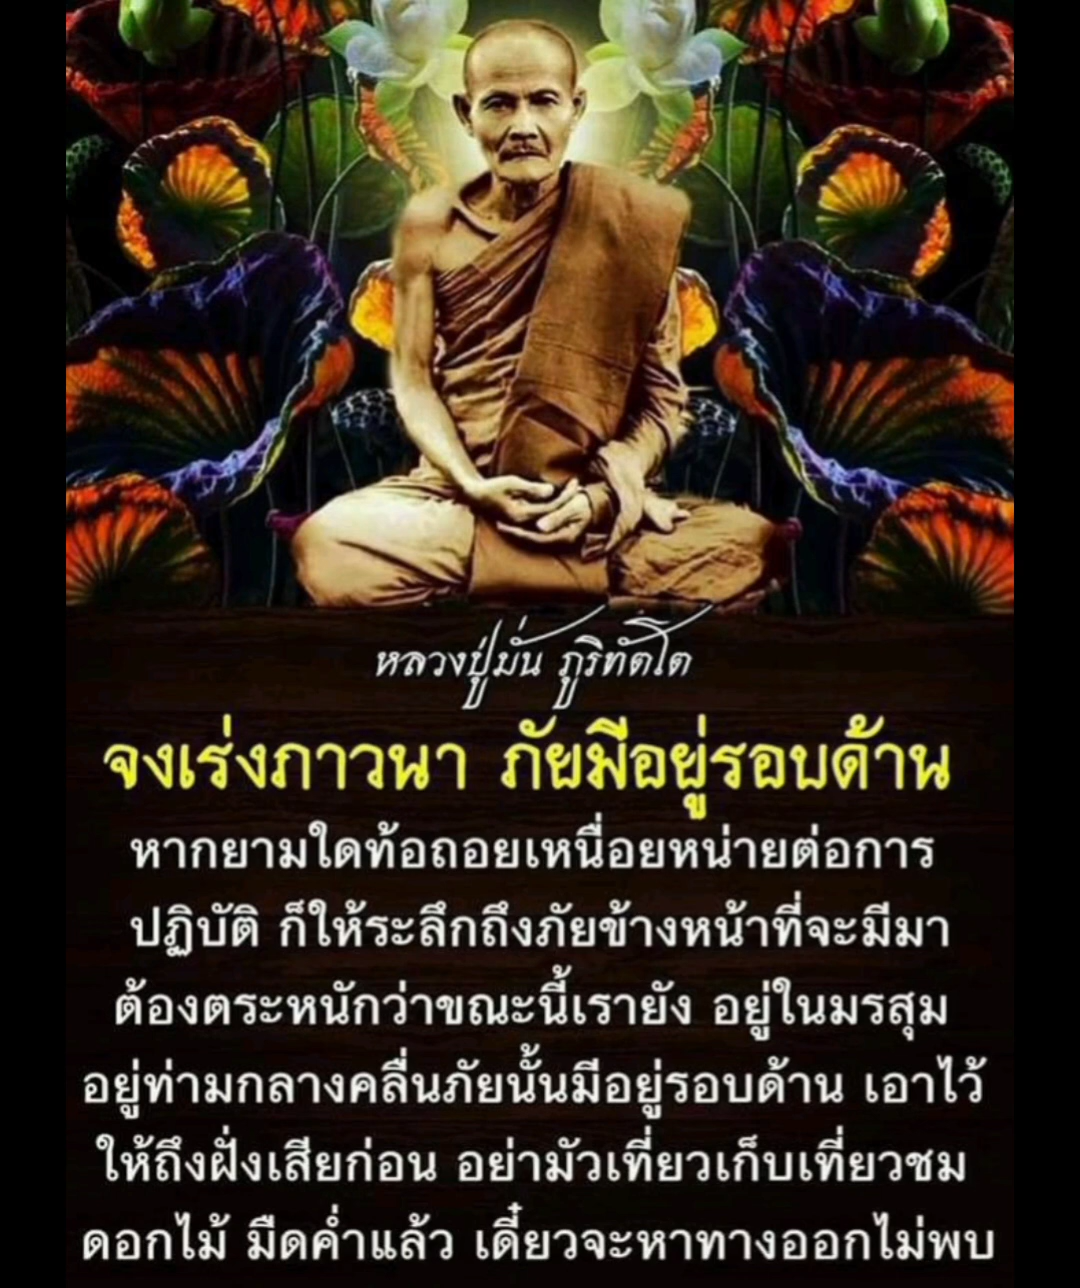 หลวงปู่มั่น ภูริทัตโต
จงเร่งภาวนา ภัยมีอยู่รอบด้าน
หากยามใดท้อถอยเหนื่อยหน่ายต่อการ
ปฏิบัติ ก็ให้ระลึกถึงภัยข้างหน้าที่จะมีมา
ต้องตระหนักว่าขณะนี้เรายัง อยู่ในมรสุม
อยู่ท่ามกลางคลื่นภัยนั้นมีอยู่รอบด้าน เอาไว้
ให้ถึงฝั่งเสียก่อน อย่ามัวเที่ยวเก็บเที่ยวชม
ดอกไม้ มืดค่ำแล้ว เดี๋ยวจะหาทางออกไม่พบ